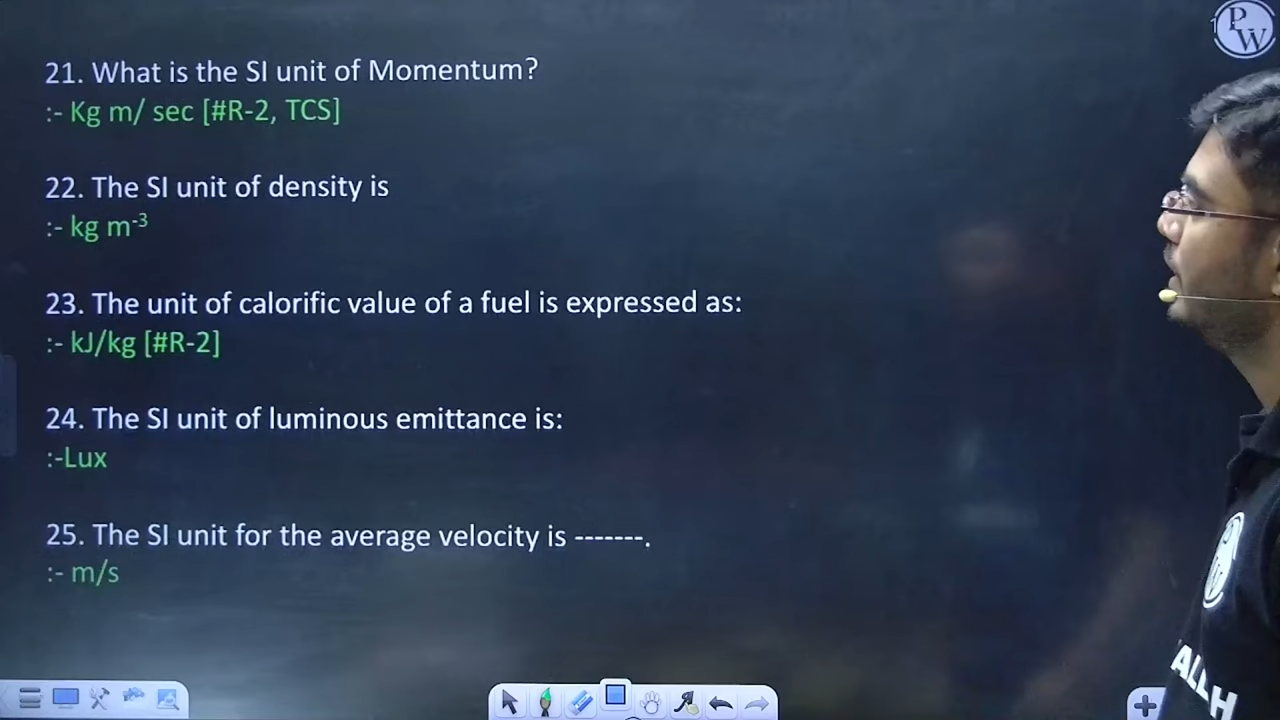 PW
21. What is the SI unit of Momentum?
:- Kg m/ sec [#R-2, TCS]
22. The SI unit of density is
:- kg m⁻³
23. The unit of calorific value of a fuel is expressed as:
:- kJ/kg [#R-2]
24. The SI unit of luminous emittance is:
:-Lux
25. The SI unit for the average velocity is -------.
:- m/s
W
ALLH